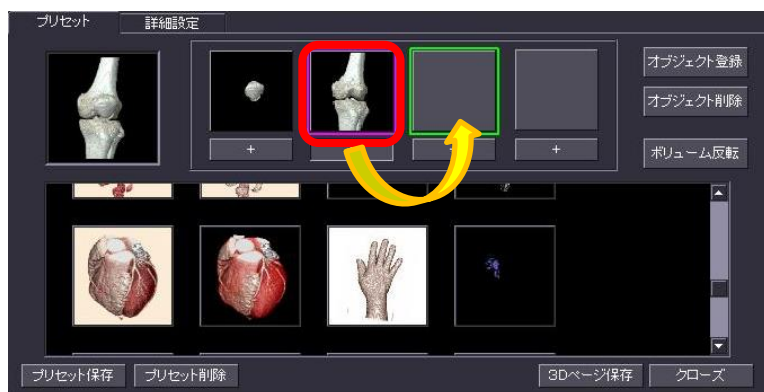 プリセット
詳細設定
オブジェクト登録
オブジェクト削除
+
+
ボリューム反転
プリセット保存
プリセット削除
3Dページ保存
クローズ